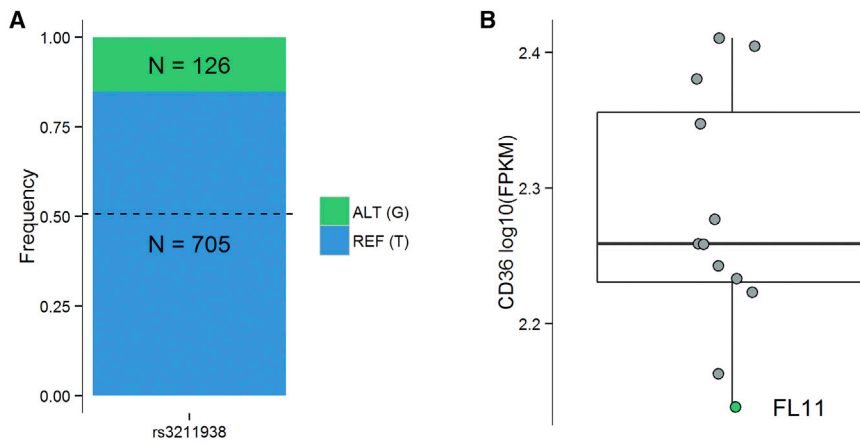 A
1.00
0.75
0.50
0.25
0.00
Frequency
N = 126
N = 705
rs3211938
ALT (G)
REF (T)
B
2.4
2.3
2.2
CD36 log10(FPKM)
FL11